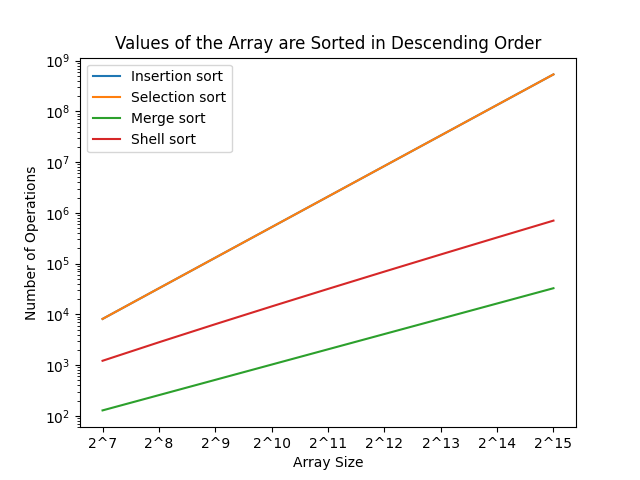 Values of the Array are Sorted in Descending Order
Insertion sort
Selection sort
Merge sort
Shell sort
Number of Operations
10^9
10^8
10^7
10^6
10^5
10^4
10^3
10^2
2^7 2^8 2^9 2^10 2^11 2^12 2^13 2^14 2^15
Array Size